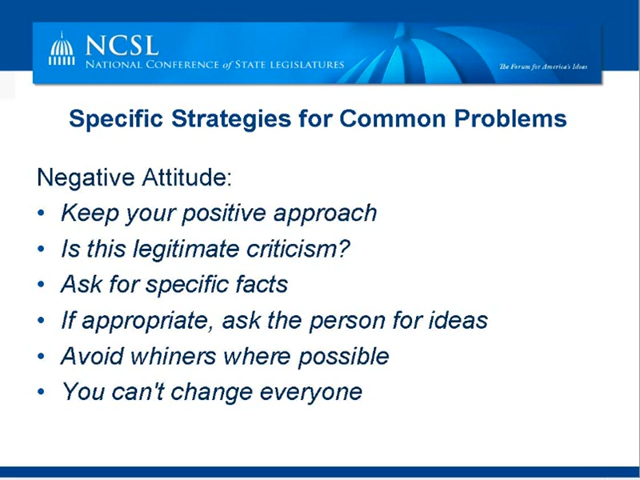 NCSL
NATIONAL CONFERENCE of STATE LEGISLATURES
The Forum for America's Ideas
Specific Strategies for Common Problems
Negative Attitude:
• Keep your positive approach
• Is this legitimate criticism?
• Ask for specific facts
• If appropriate, ask the person for ideas
• Avoid whiners where possible
• You can't change everyone